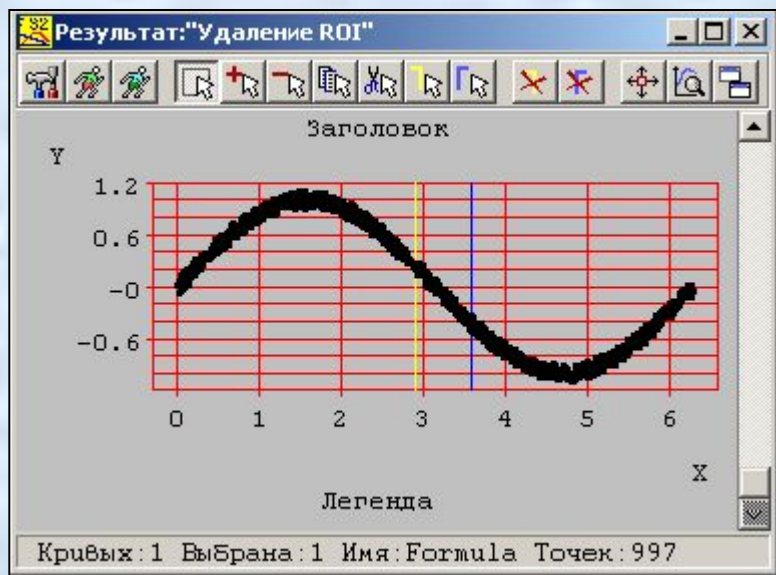 Результат:"Удаление ROI"
Заголовок
Y
1.2
0.6
-0
-0.6
0 1 2 3 4 5 6
X
Легенда
Кривых:1 Выбрана:1 Имя:Formula Точек:997